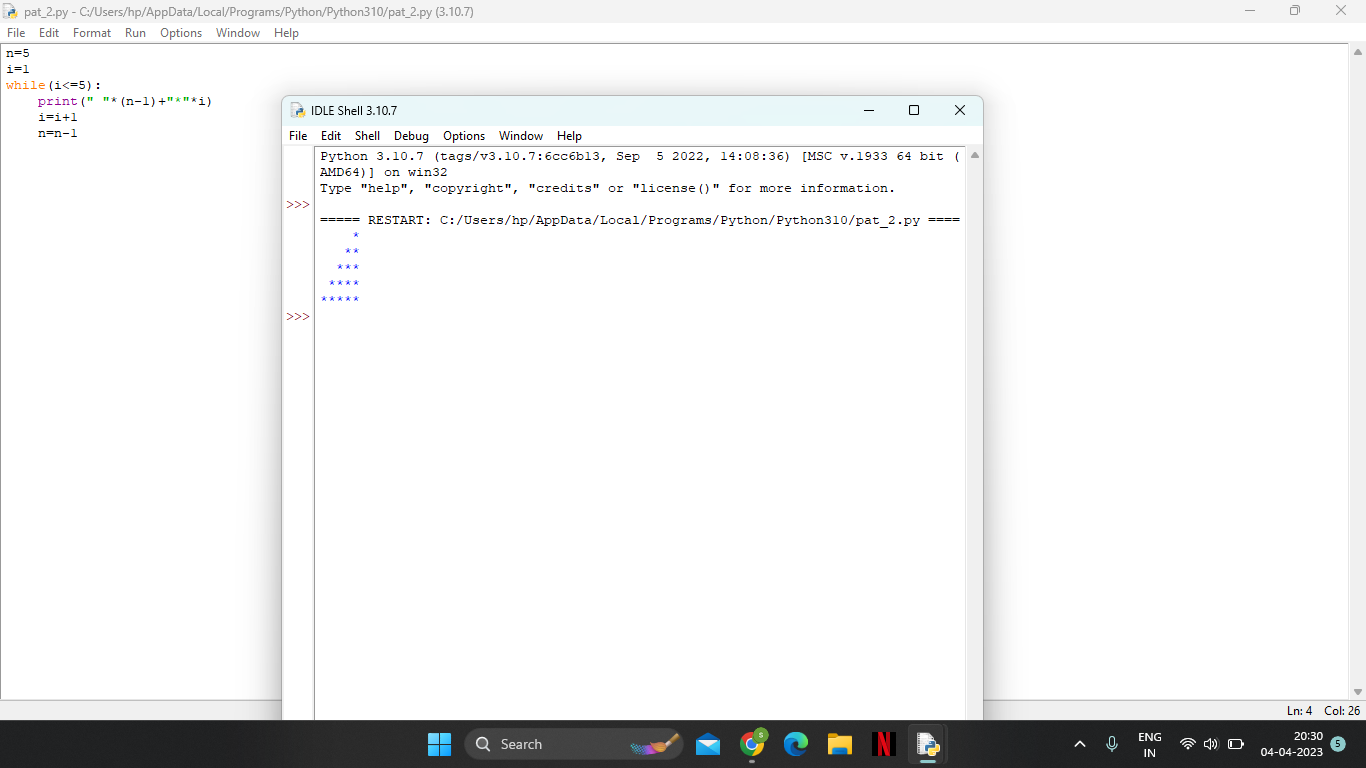 pat_2.py - C:/Users/hp/AppData/Local/Programs/Python/Python310/pat_2.py (3.10.7)
File Edit Format Run Options Window Help
n=5
i=1
while(i<=5):
    print(" "*(n-1)+"*"*i)
    i=i+1
    n=n-1
IDLE Shell 3.10.7
File Edit Shell Debug Options Window Help
Python 3.10.7 (tags/v3.10.7:6cc6b13, Sep  5 2022, 14:08:36) [MSC v.1933 64 bit (
AMD64)] on win32
Type "help", "copyright", "credits" or "license()" for more information.
>>>
===== RESTART: C:/Users/hp/AppData/Local/Programs/Python/Python310/pat_2.py ====
    *
   **
  ***
 ****
*****
>>>
Ln: 4 Col: 26
Search
S
N
ENG
IN
20:30
04-04-2023
5